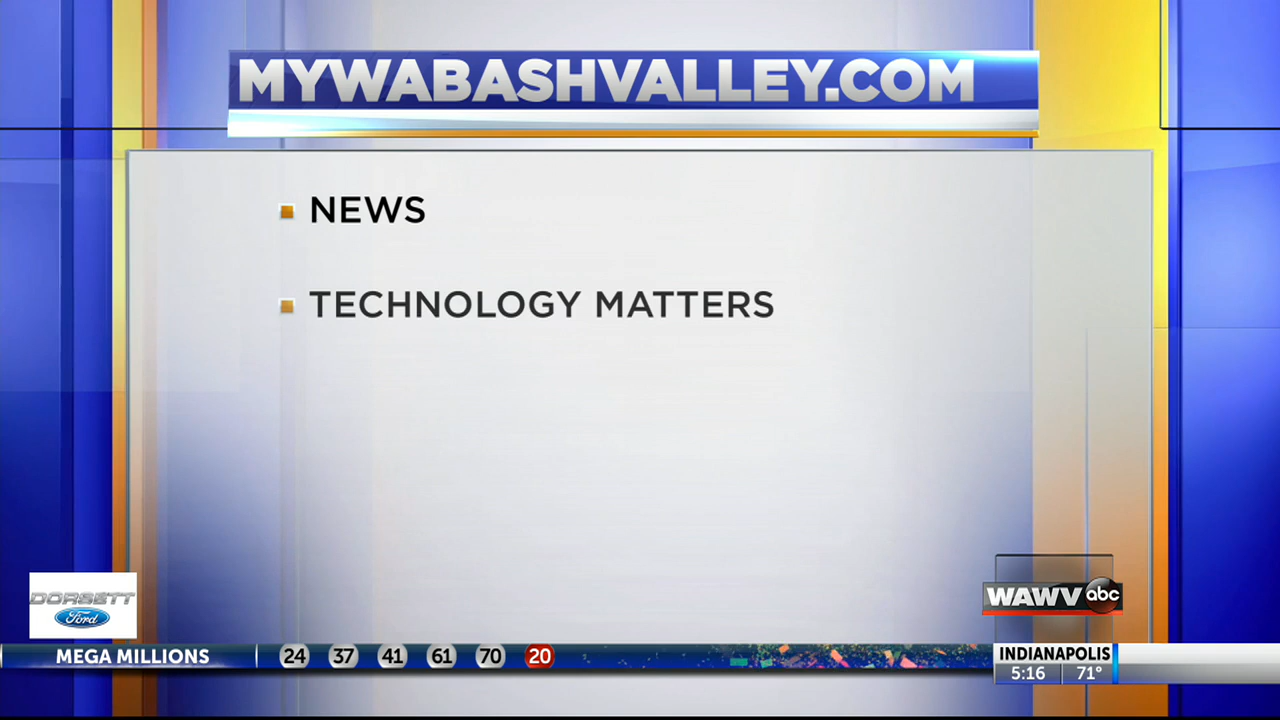 MYWABASHVALLEY.COM
NEWS
TECHNOLOGY MATTERS
DORSETT
Ford
WAWV abc
MEGA MILLIONS 24 37 41 61 70 20
INDIANAPOLIS
5:16 71°